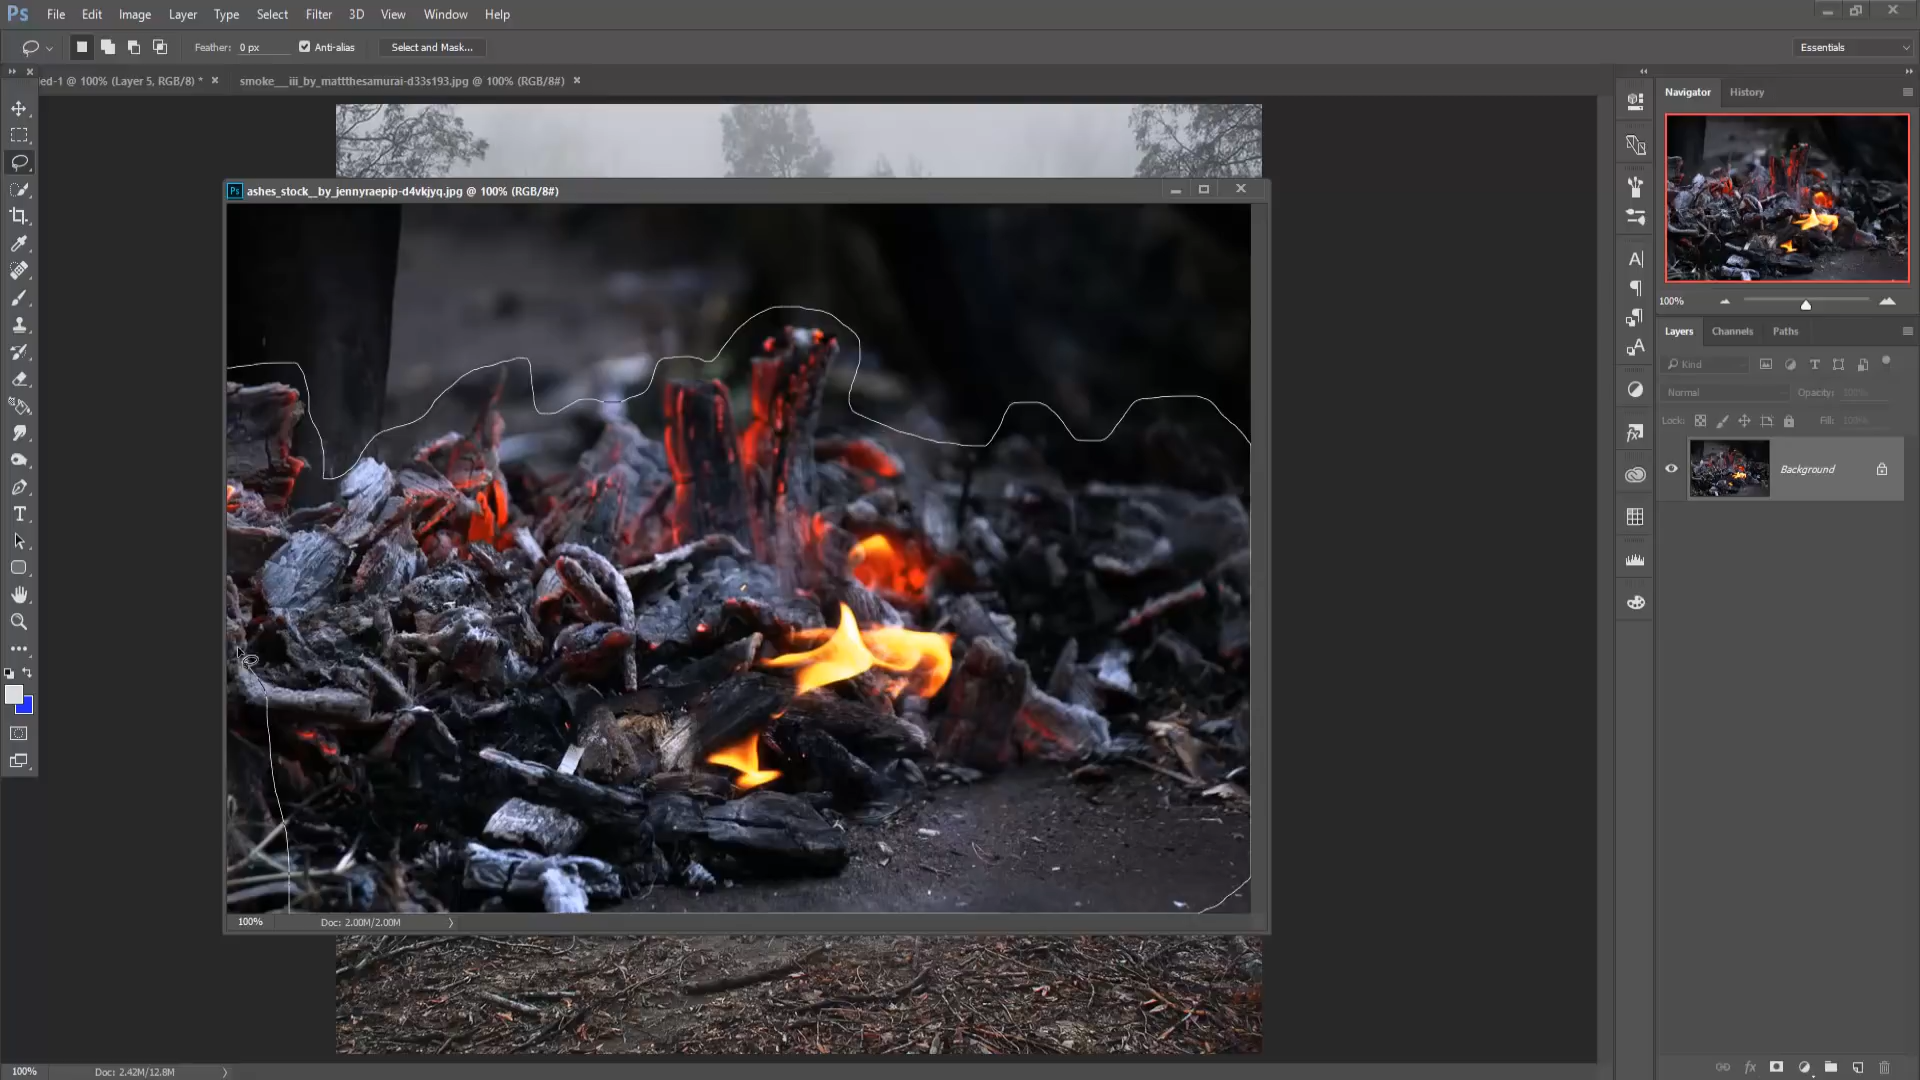 Ps File Edit Image Layer Type Select Filter 3D View Window Help
Feather: 0 px Anti-alias Select and Mask... Essentials
ed-1 @ 100% (Layer 5, RGB/8) * smoke__iii_by_mattthesamurai-d33s193.jpg @ 100% (RGB/8#)
Navigator History
Ps ashes_stock__by_jennyraepip-d4vkjyq.jpg @ 100% (RGB/8#)
100%
Layers Channels Paths
Kind
Normal Opacity: 100%
Lock: Fill: 100%
Background
100% Doc: 2.00M/2.00M
100% Doc: 2.42M/12.8M